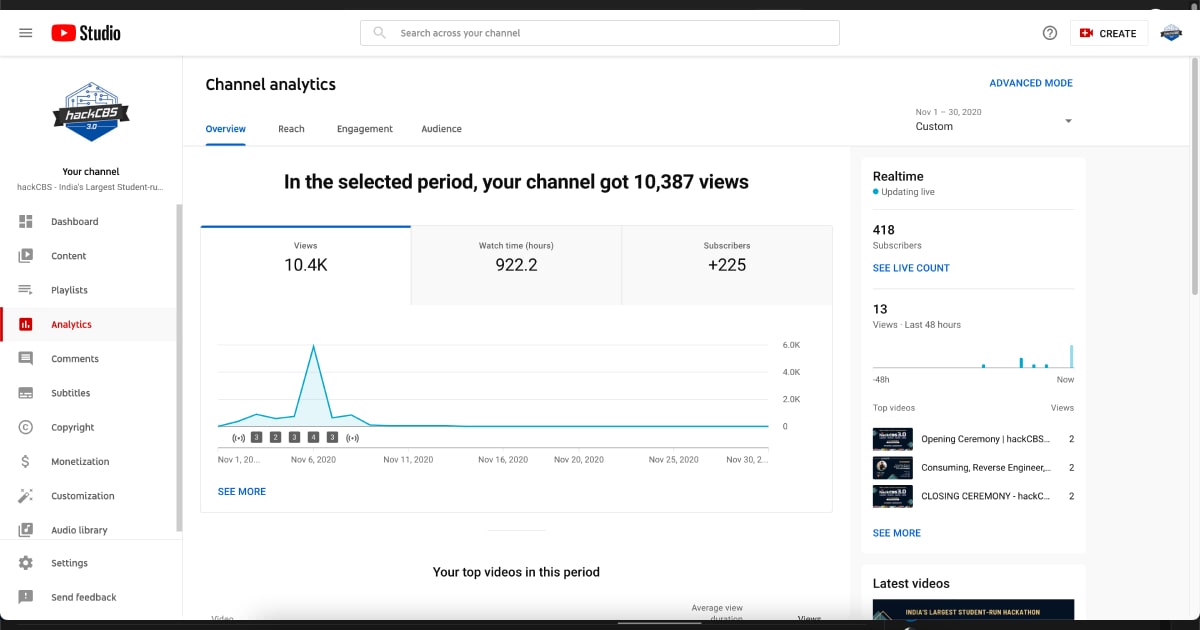 Studio
Search across your channel
CREATE
hackCBS
3.0
Your channel
hackCBS - India's Largest Student-ru...
Dashboard
Content
Playlists
Analytics
Comments
Subtitles
Copyright
Monetization
Customization
Audio library
Settings
Send feedback
Channel analytics
ADVANCED MODE
Nov 1 – 30, 2020
Custom
Overview
Reach
Engagement
Audience
In the selected period, your channel got 10,387 views
Views
10.4K
Watch time (hours)
922.2
Subscribers
+225
6.0K
4.0K
2.0K
0
3
2
3
4
3
Nov 1, 20...
Nov 6, 2020
Nov 11, 2020
Nov 16, 2020
Nov 20, 2020
Nov 25, 2020
Nov 30, 2...
SEE MORE
Your top videos in this period
Video
Average view
duration
Views
Realtime
Updating live
418
Subscribers
SEE LIVE COUNT
13
Views · Last 48 hours
-48h
Now
Top videos
Views
Opening Ceremony | hackCBS...
2
Consuming, Reverse Engineer,...
2
CLOSING CEREMONY - hackC...
2
SEE MORE
Latest videos
INDIA'S LARGEST STUDENT-RUN HACKATHON